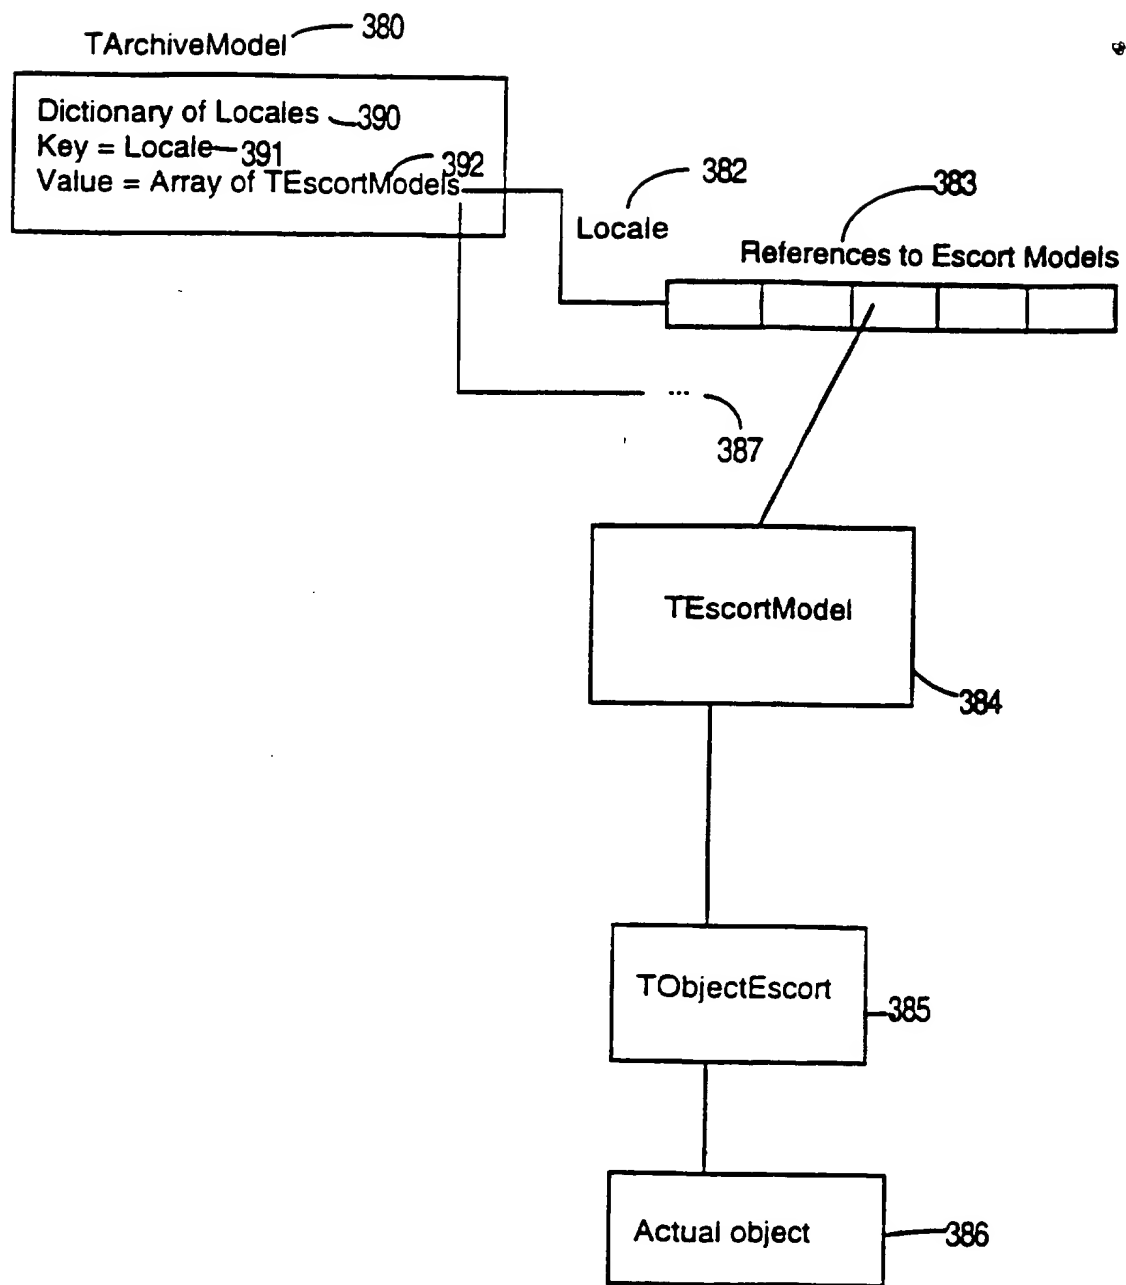 TArchiveModel 380
Dictionary of Locales 390
Key = Locale 391
Value = Array of TEscortModels 392
Locale 382
References to Escort Models 383
... 387
TEscortModel
384
TObjectEscort
385
Actual object
386